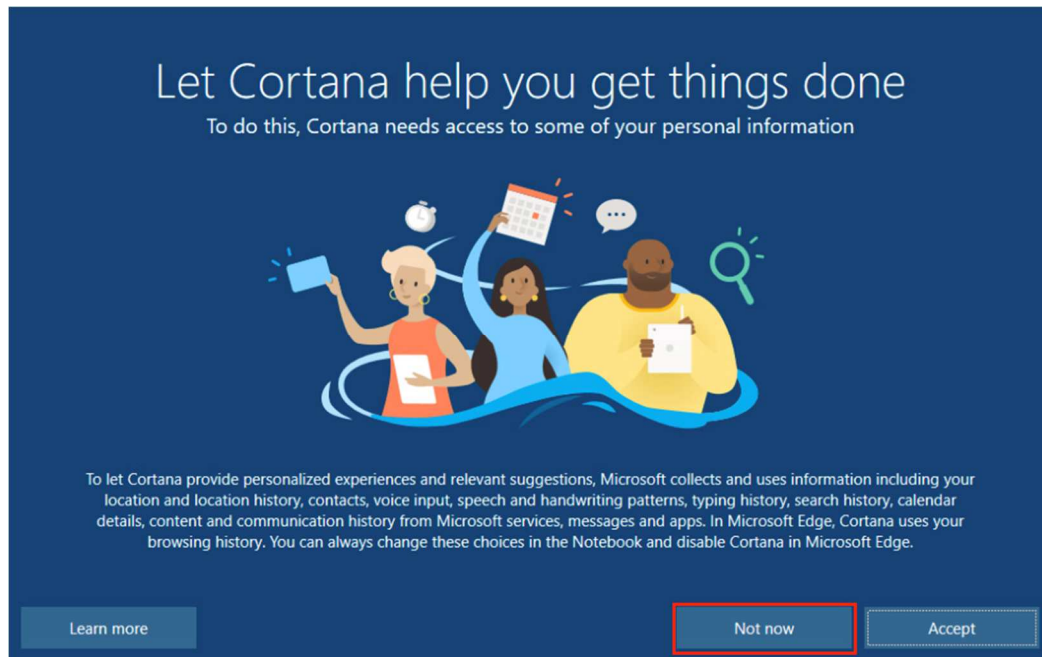 Let Cortana help you get things done
To do this, Cortana needs access to some of your personal information
To let Cortana provide personalized experiences and relevant suggestions, Microsoft collects and uses information including your
location and location history, contacts, voice input, speech and handwriting patterns, typing history, search history, calendar
details, content and communication history from Microsoft services, messages and apps. In Microsoft Edge, Cortana uses your
browsing history. You can always change these choices in the Notebook and disable Cortana in Microsoft Edge.
Learn more
Not now
Accept